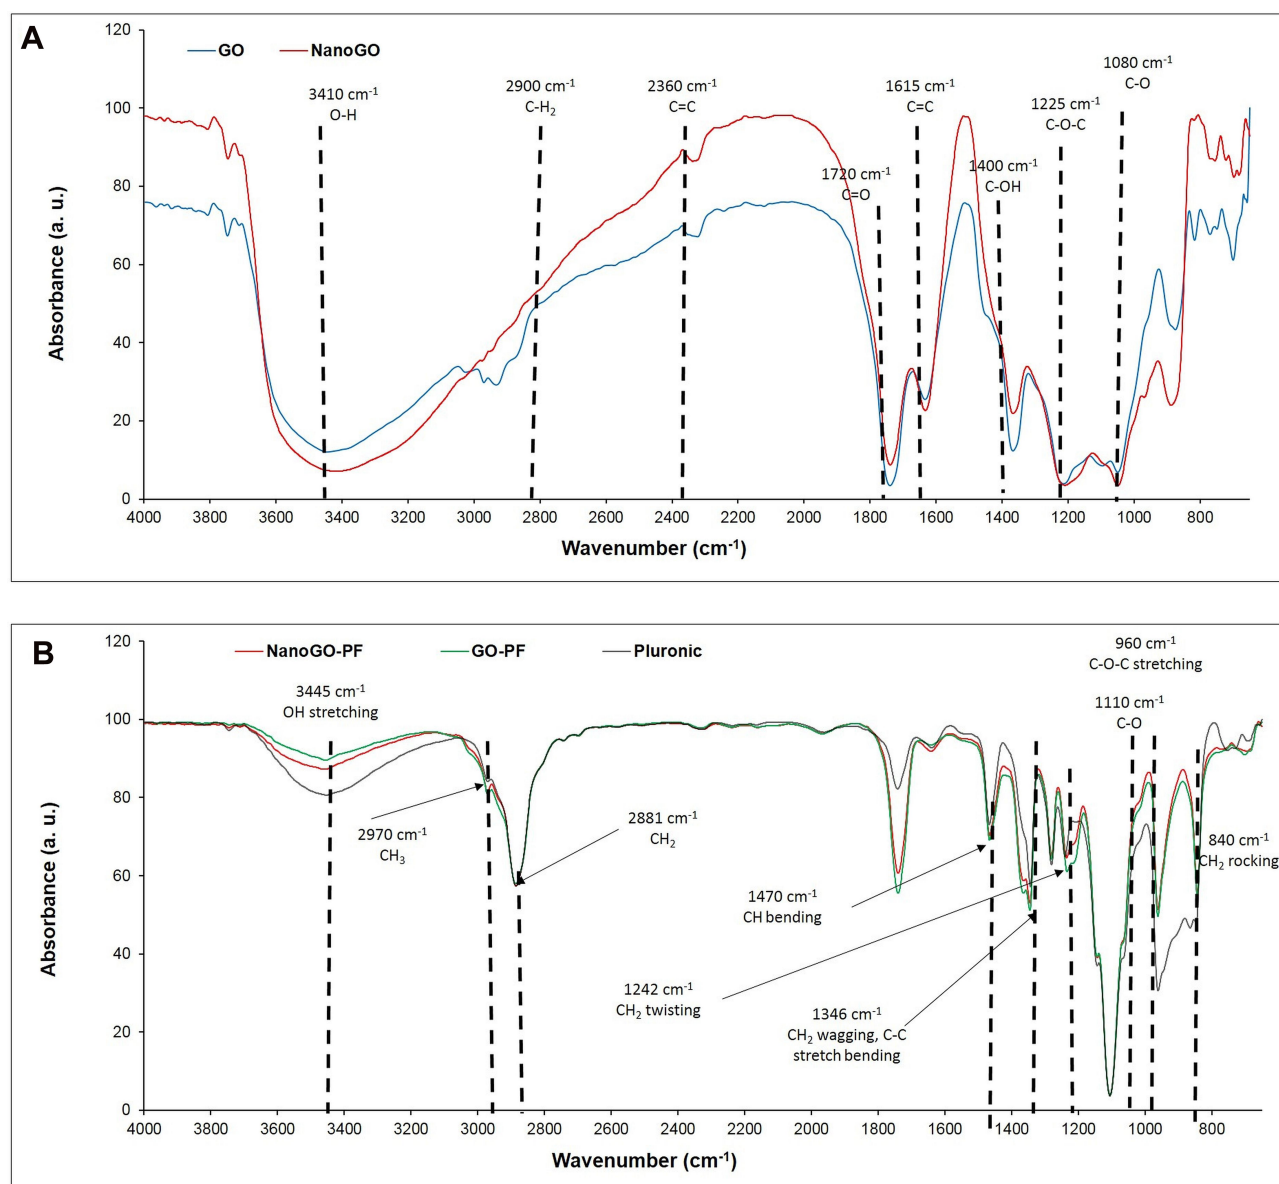 A
GO
NanoGO
3410 cm⁻¹
O-H
2900 cm⁻¹
C-H₂
2360 cm⁻¹
C=C
1720 cm⁻¹
C=O
1615 cm⁻¹
C=C
1400 cm⁻¹
C-OH
1225 cm⁻¹
C-O-C
1080 cm⁻¹
C-O
Absorbance (a. u.)
120
100
80
60
40
20
0
4000 3800 3600 3400 3200 3000 2800 2600 2400 2200 2000 1800 1600 1400 1200 1000 800
Wavenumber (cm⁻¹)
B
NanoGO-PF
GO-PF
Pluronic
3445 cm⁻¹
OH stretching
2970 cm⁻¹
CH₃
2881 cm⁻¹
CH₂
1470 cm⁻¹
CH bending
1242 cm⁻¹
CH₂ twisting
1346 cm⁻¹
CH₂ wagging, C-C
stretch bending
960 cm⁻¹
C-O-C stretching
1110 cm⁻¹
C-O
840 cm⁻¹
CH₂ rocking
Absorbance (a. u.)
120
100
80
60
40
20
0
4000 3800 3600 3400 3200 3000 2800 2600 2400 2200 2000 1800 1600 1400 1200 1000 800
Wavenumber (cm⁻¹)